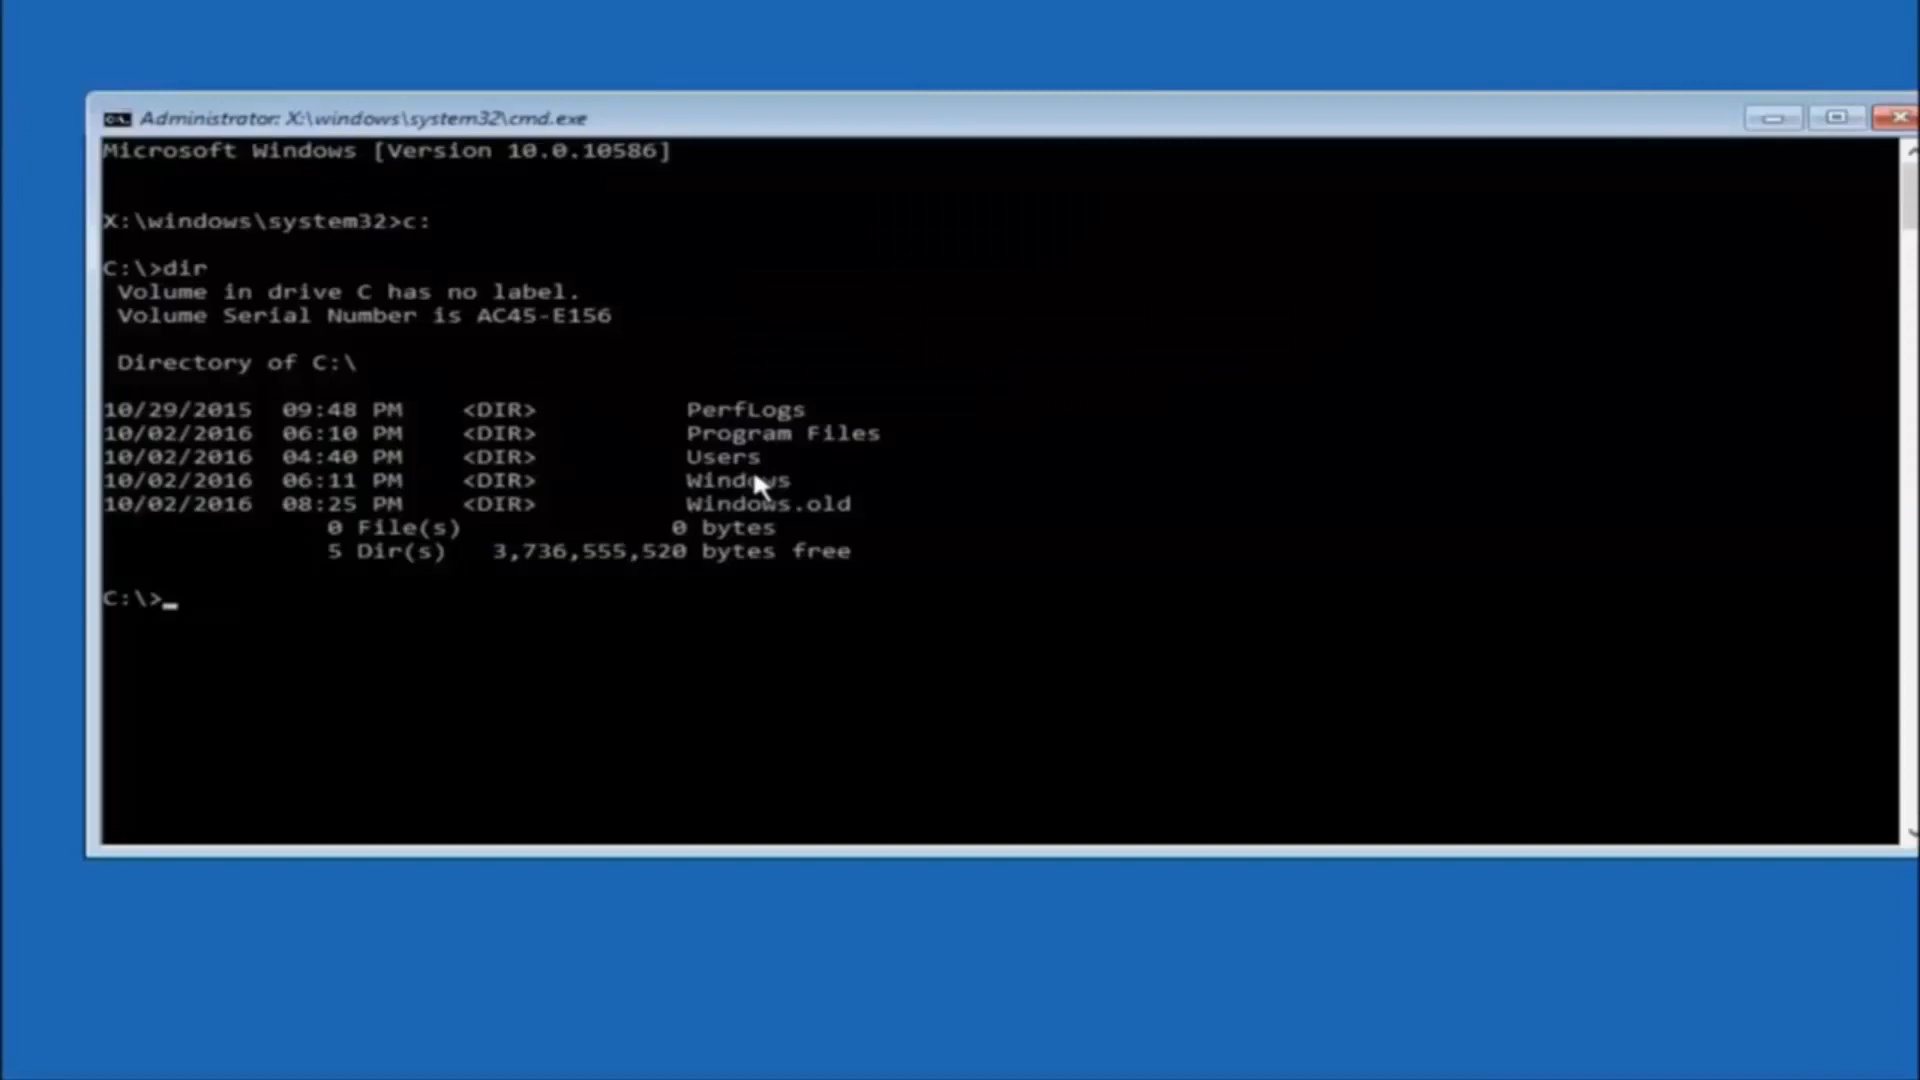 Administrator: X:\windows\system32\cmd.exe
Microsoft Windows [Version 10.0.10586]
X:\windows\system32>c:
C:\>dir
Volume in drive C has no label.
Volume Serial Number is AC45-E156
Directory of C:\
10/29/2015 09:48 PM <DIR> PerfLogs
10/02/2016 06:10 PM <DIR> Program Files
10/02/2016 04:40 PM <DIR> Users
10/02/2016 06:11 PM <DIR> Windows
10/02/2016 08:25 PM <DIR> Windows.old
0 File(s) 0 bytes
5 Dir(s) 3,736,555,520 bytes free
C:\>_